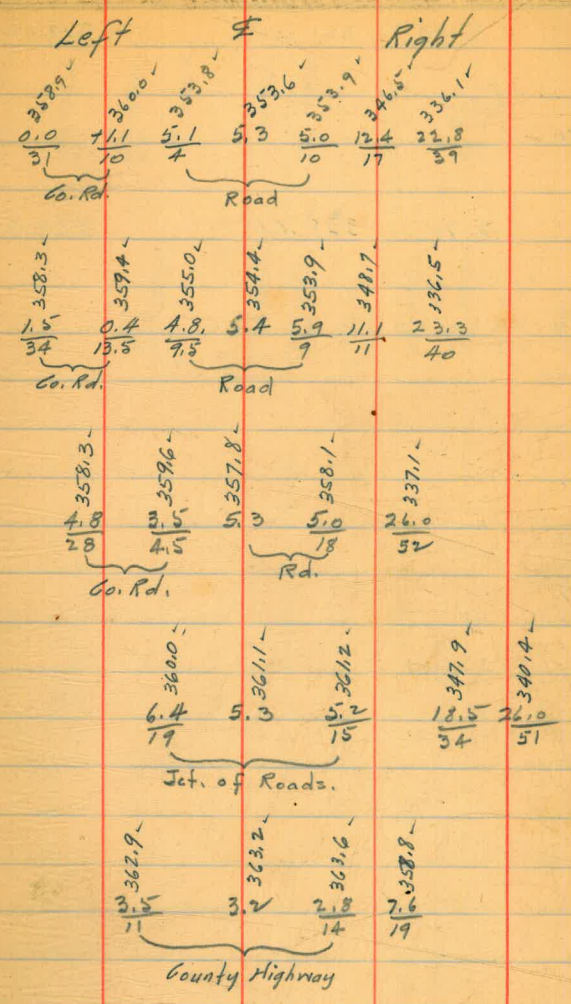 Left ℄ Right
358.9 360.0 353.8 353.6 353.9 346.5 336.1
0.0 +1.1 5.1 5.3 5.0 12.4 22.8
31 10 4 10 17 39
Co. Rd. Road
358.3 359.4 355.0 354.4 353.9 348.7 336.5
1.5 0.4 4.8 5.4 5.9 11.1 23.3
34 13.5 9.5 9 11 40
Co. Rd. Road
358.3 359.6 357.8 358.1 337.1
4.8 3.5 5.3 5.0 26.0
28 4.5 18 52
Co. Rd. Rd.
360.0 361.1 361.2 347.9 340.4
6.4 5.3 5.2 18.5 26.0
19 15 34 51
Jct. of Roads.
362.9 363.2 363.6 358.8
3.5 3.2 2.8 7.6
11 14 19
County Highway